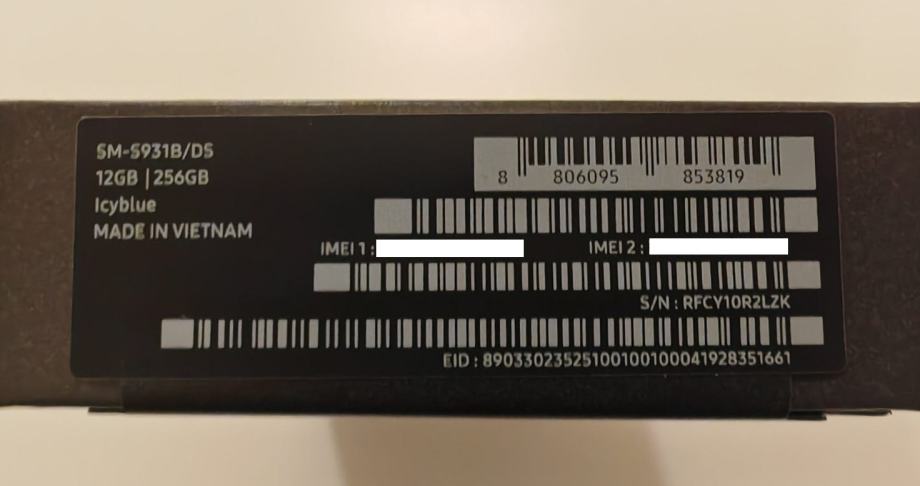 SM-S931B/DS
12GB | 256GB
Icyblue
MADE IN VIETNAM
8 806095 853819
IMEI 1 : IMEI 2 :
S/N : RFCY10R2LZK
EID : 89033023525100100100041928351661